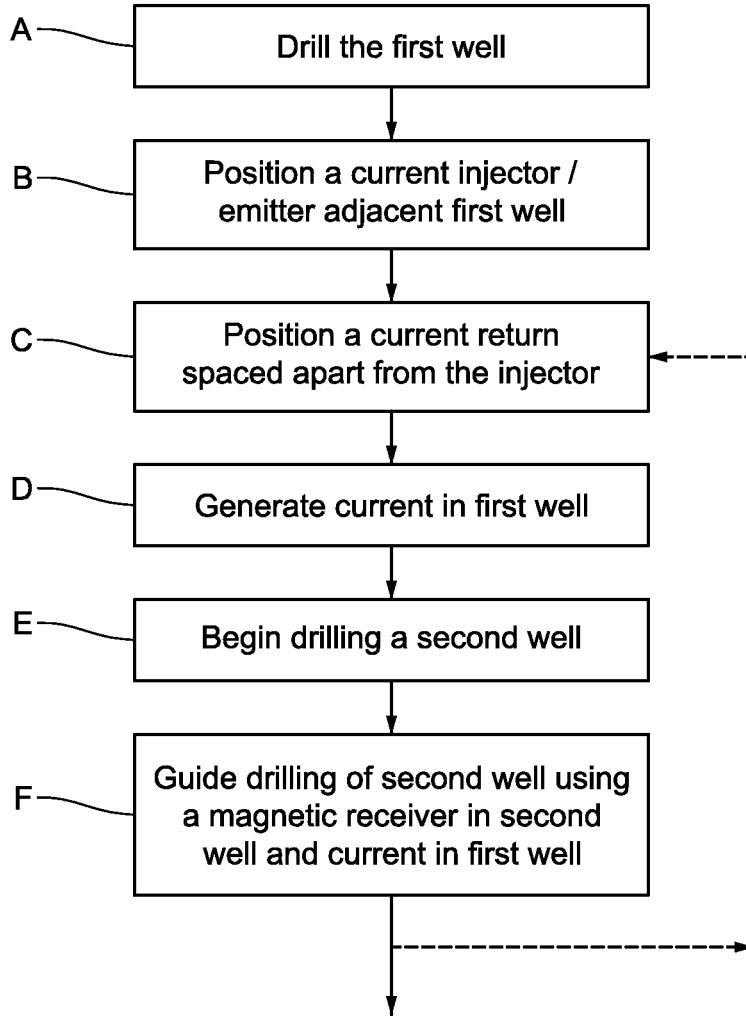 A
Drill the first well
B
Position a current injector /
emitter adjacent first well
C
Position a current return
spaced apart from the injector
D
Generate current in first well
E
Begin drilling a second well
F
Guide drilling of second well using
a magnetic receiver in second
well and current in first well